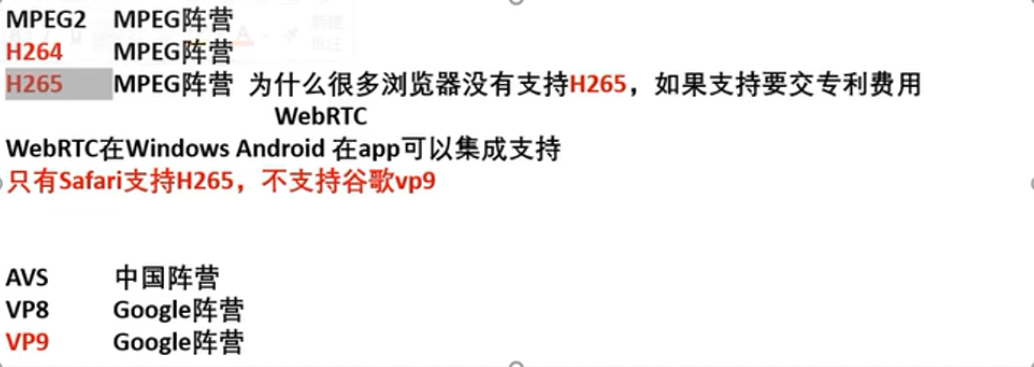 MPEG2 MPEG阵营
H264 MPEG阵营
H265 MPEG阵营 为什么很多浏览器没有支持H265，如果支持要交专利费用
WebRTC
WebRTC在Windows Android 在app可以集成支持
只有Safari支持H265，不支持谷歌vp9
AVS 中国阵营
VP8 Google阵营
VP9 Google阵营